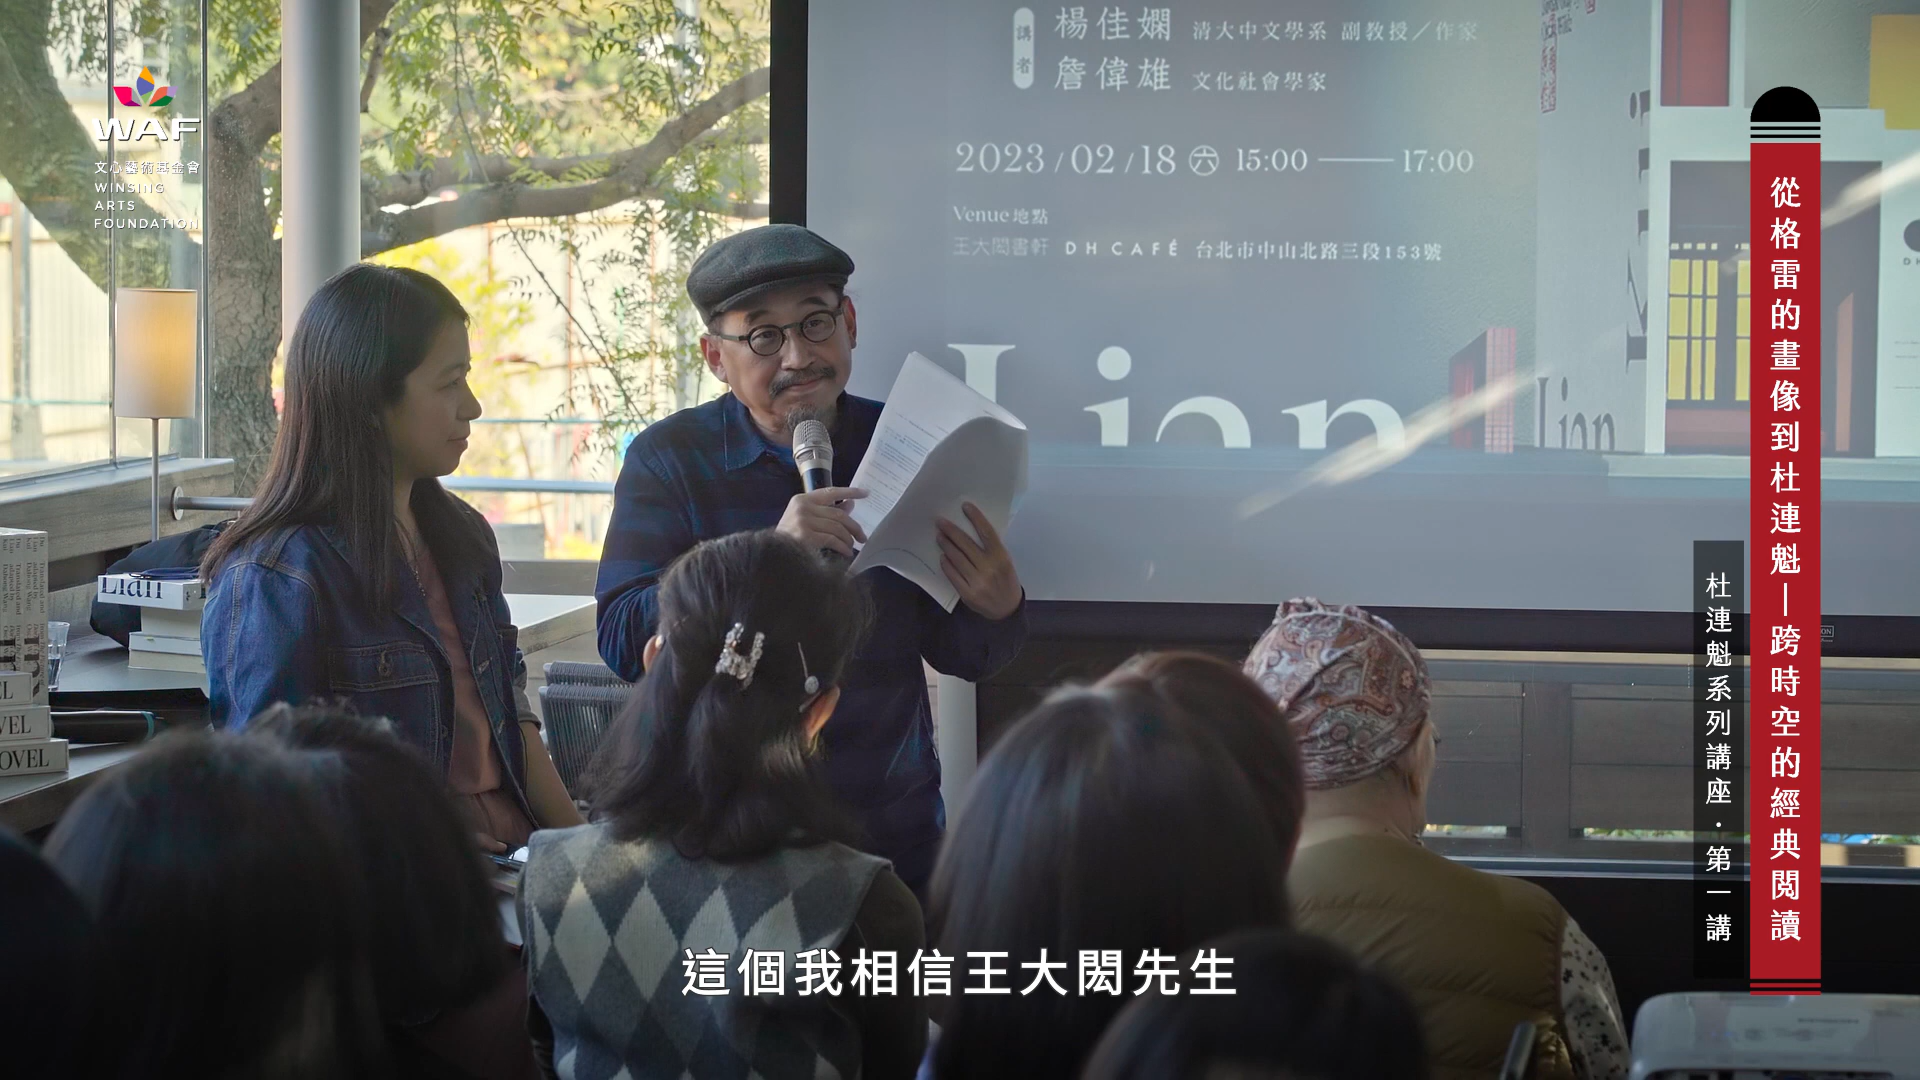 WAF
文心藝術基金會
WINSING
ARTS
FOUNDATION
講者
楊佳嫻 清大中文學系 副教授／作家
詹偉雄 文化社會學家
2023/02/18 ㊅ 15:00 —— 17:00
Venue 地點
王大閎書軒 DH CAFÉ 台北市中山北路三段153號
Lian
Lian
Lian
VEL
OVEL
從格雷的畫像到杜連魁—跨時空的經典閱讀
杜連魁系列講座・第一講
這個我相信王大閎先生